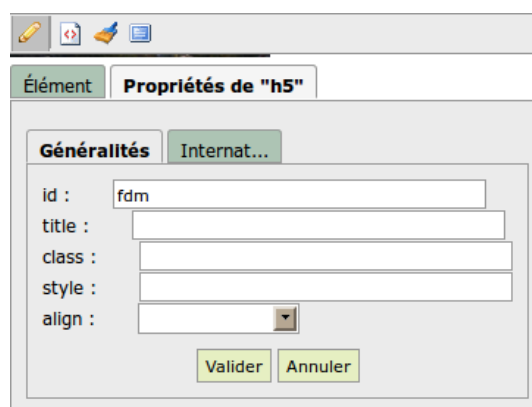 Élément Propriétés de "h5"
Généralités Internat...
id : fdm
title :
class :
style :
align :
Valider Annuler